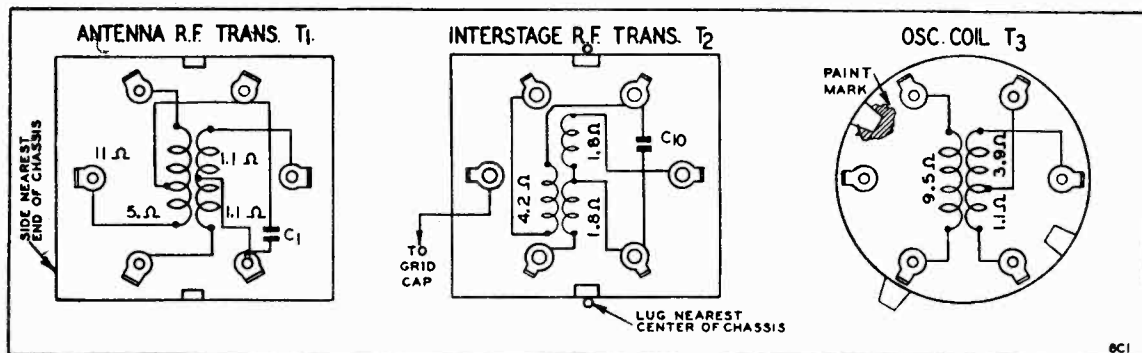 ANTENNA R.F. TRANS. T1.
INTERSTAGE R.F. TRANS. T2
OSC. COIL T3
SIDE NEAREST
END OF CHASSIS
11 Ω
1.1 Ω
5. Ω
1.1 Ω
C1
TO
GRID
CAP
4.2 Ω
1.8 Ω
1.8 Ω
C10
LUG NEAREST
CENTER OF CHASSIS
PAINT
MARK
9.5 Ω
3.9 Ω
1.1 Ω
8C1